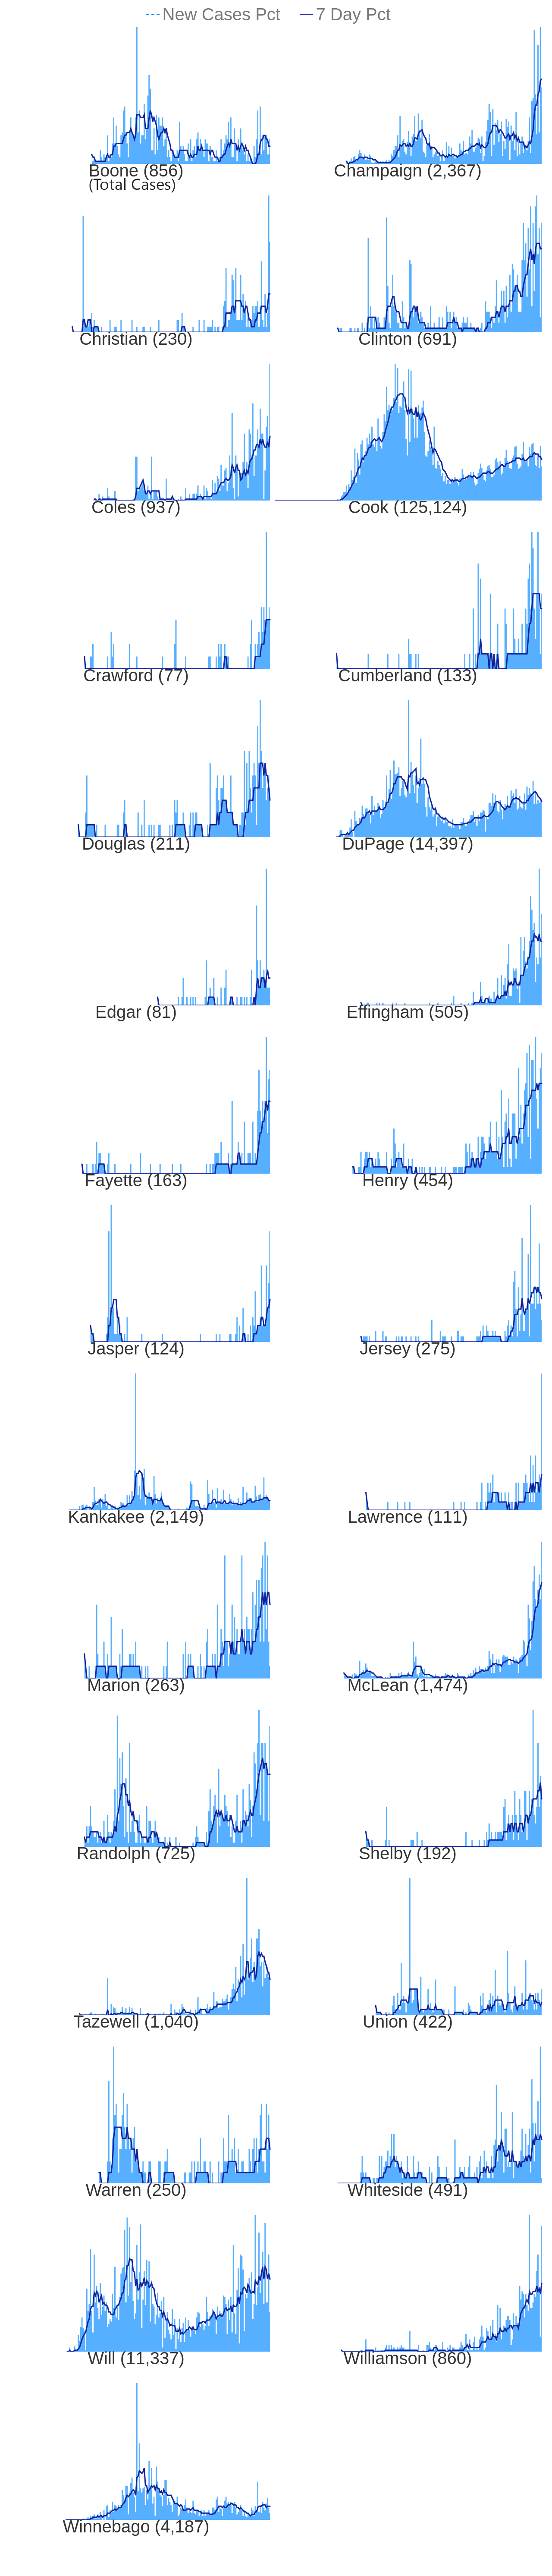 New Cases Pct 7 Day Pct
Boone (856) Champaign (2,367)
(Total Cases)
Christian (230) Clinton (691)
Coles (937) Cook (125,124)
Crawford (77) Cumberland (133)
Douglas (211) DuPage (14,397)
Edgar (81) Effingham (505)
Fayette (163) Henry (454)
Jasper (124) Jersey (275)
Kankakee (2,149) Lawrence (111)
Marion (263) McLean (1,474)
Randolph (725) Shelby (192)
Tazewell (1,040) Union (422)
Warren (250) Whiteside (491)
Will (11,337) Williamson (860)
Winnebago (4,187)